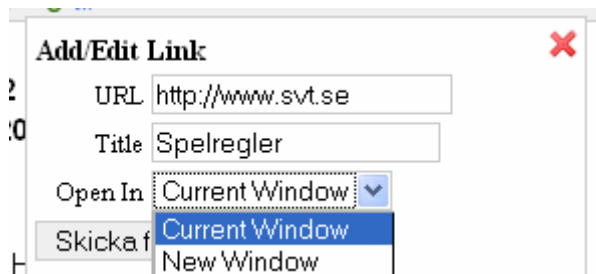 Add/Edit Link
URL http://www.svt.se
20
Title Spelregler
Open In Current Window
Current Window
Skicka f
New Window